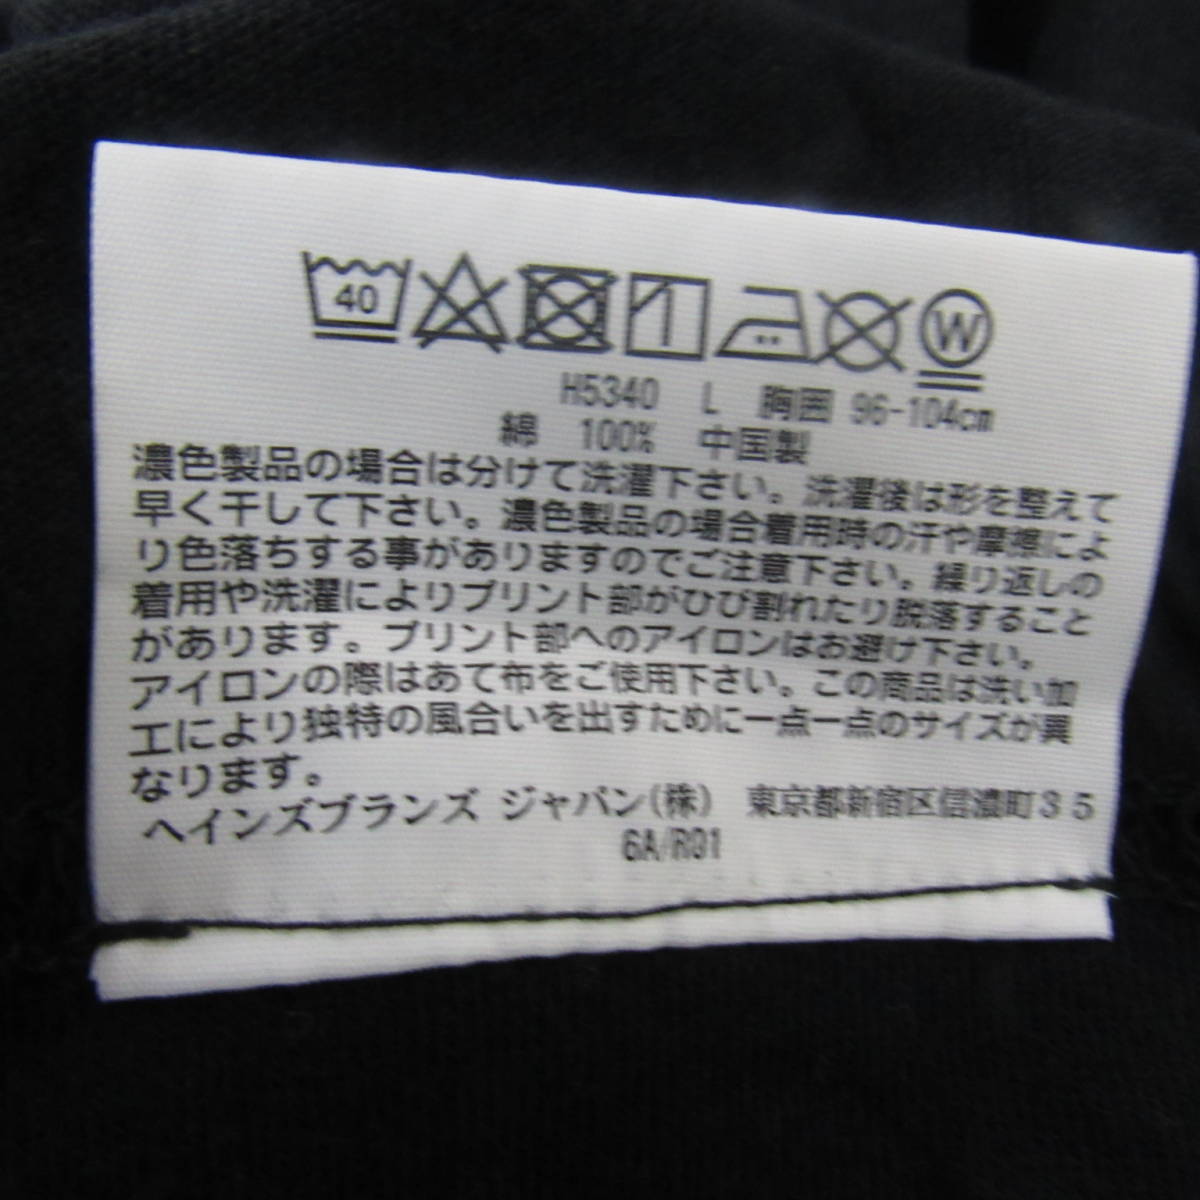 40
W
H5340 L 胸囲 96-104cm
綿 100% 中国製
濃色製品の場合は分けて洗濯下さい。洗濯後は形を整えて
早く干して下さい。濃色製品の場合着用時の汗や摩擦によ
り色落ちする事がありますのでご注意下さい。繰り返しの
着用や洗濯によりプリント部がひび割れたり脱落すること
があります。プリント部へのアイロンはお避け下さい。
アイロンの際はあて布をご使用下さい。この商品は洗い加
工により独特の風合いを出すために一点一点のサイズが異
なります。
ヘインズブランズ ジャパン(株) 東京都新宿区信濃町35
6A/R01